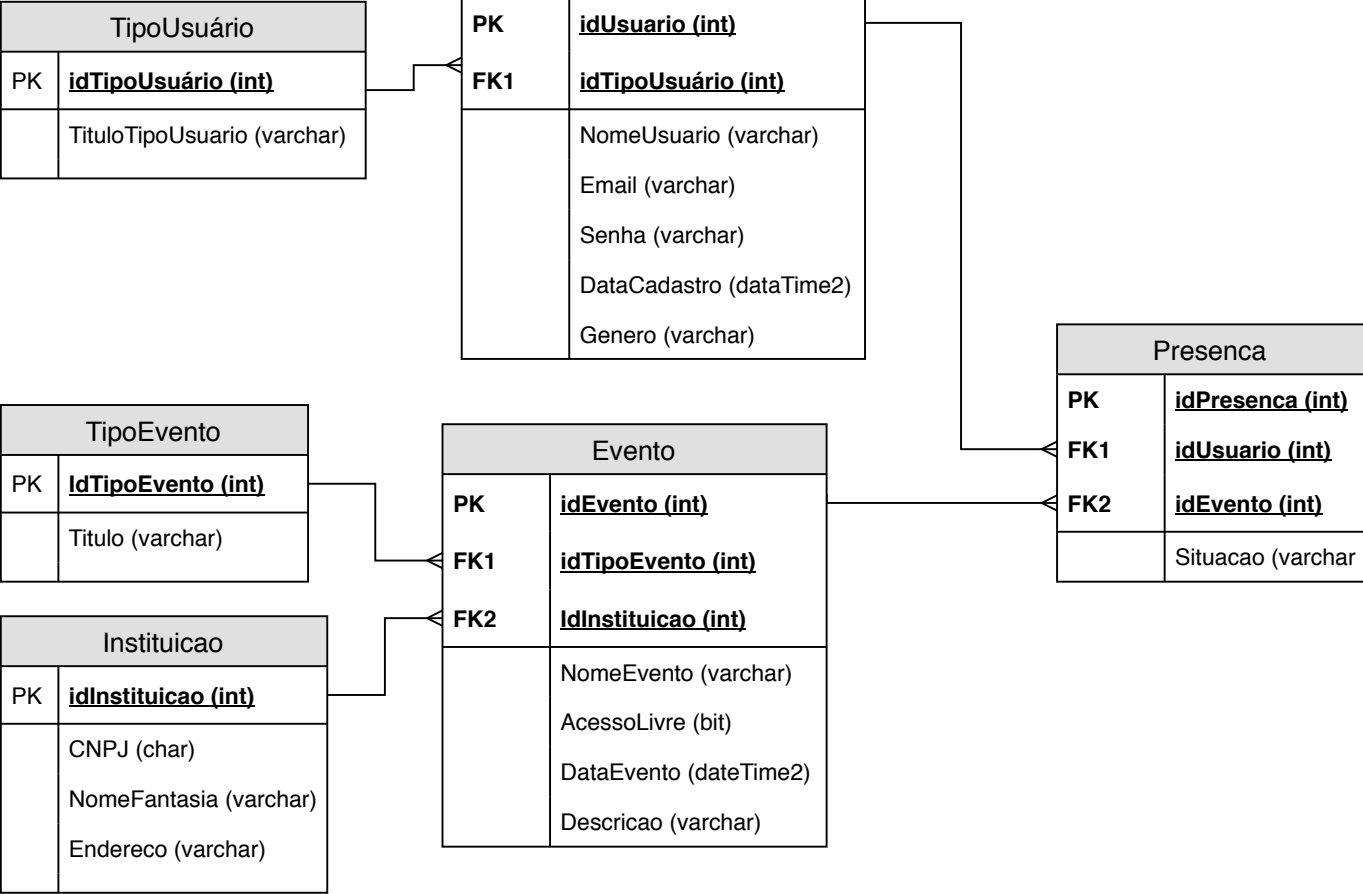 TipoUsuário
PK idTipoUsuário (int)
TituloTipoUsuario (varchar)
PK idUsuario (int)
FK1 idTipoUsuário (int)
NomeUsuario (varchar)
Email (varchar)
Senha (varchar)
DataCadastro (dataTime2)
Genero (varchar)
Presenca
PK idPresenca (int)
FK1 idUsuario (int)
FK2 idEvento (int)
Situacao (varchar
TipoEvento
PK IdTipoEvento (int)
Titulo (varchar)
Evento
PK idEvento (int)
FK1 idTipoEvento (int)
FK2 IdInstituicao (int)
NomeEvento (varchar)
AcessoLivre (bit)
DataEvento (dateTime2)
Descricao (varchar)
Instituicao
PK idInstituicao (int)
CNPJ (char)
NomeFantasia (varchar)
Endereco (varchar)